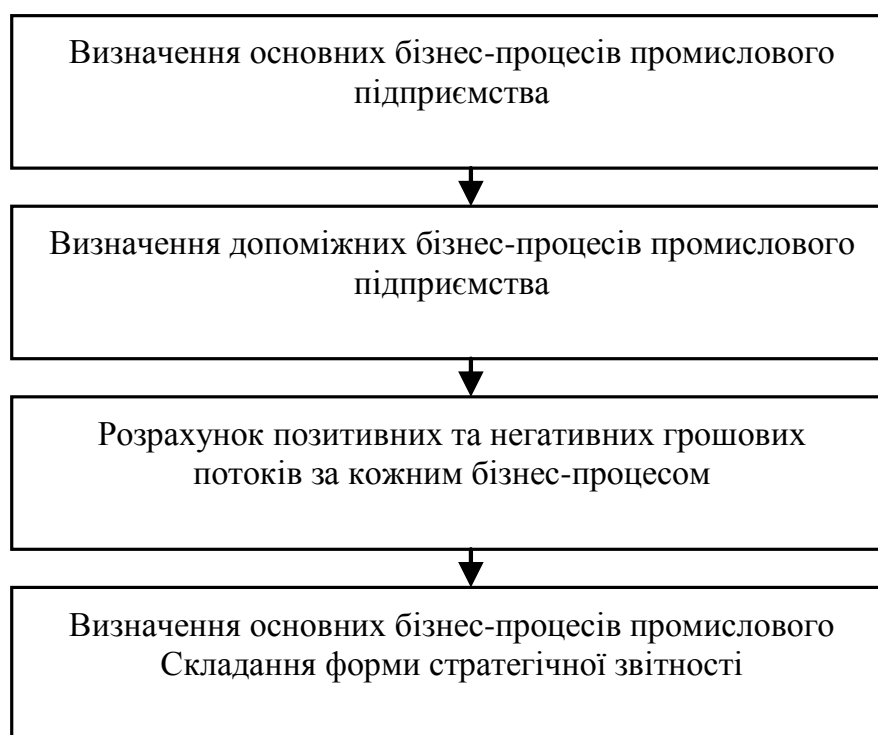 Визначення основних бізнес-процесів промислового
підприємства
Визначення допоміжних бізнес-процесів промислового
підприємства
Розрахунок позитивних та негативних грошових
потоків за кожним бізнес-процесом
Визначення основних бізнес-процесів промислового
Складання форми стратегічної звітності